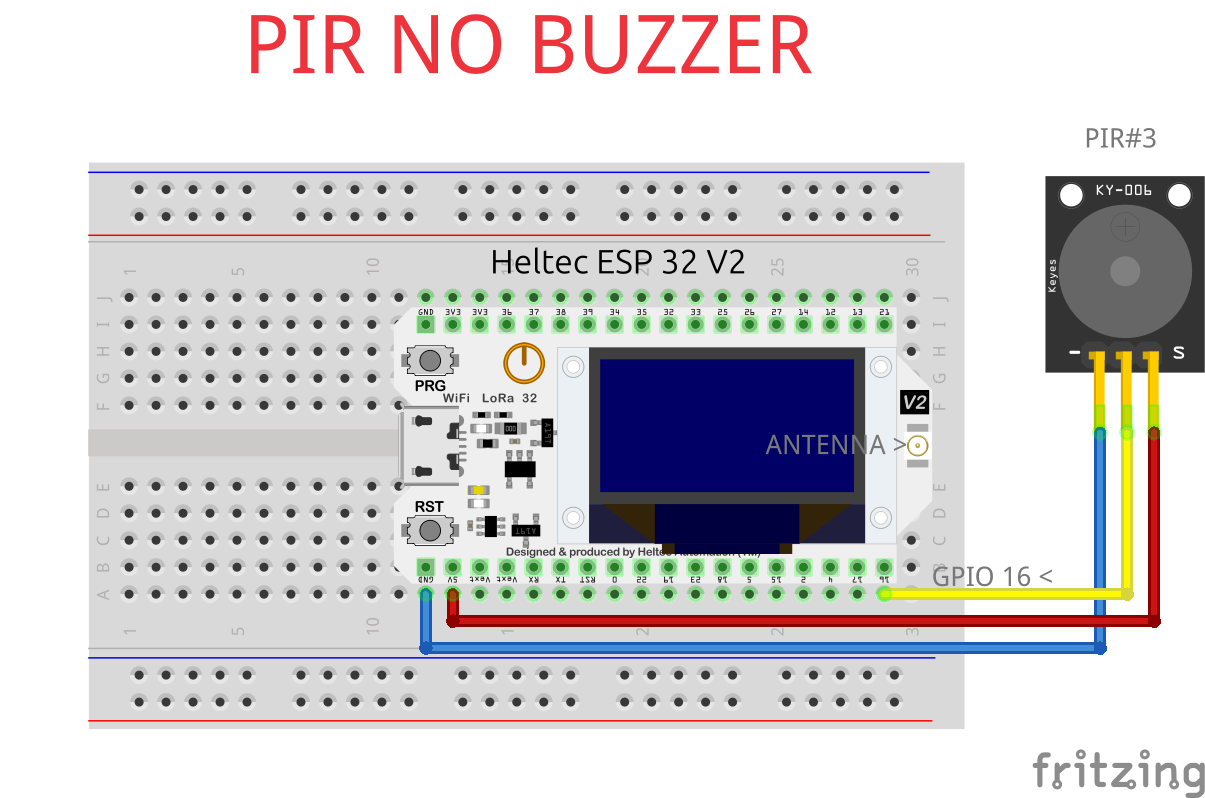 PIR NO BUZZER
PIR#3
KY-006
Keyes
- S
Heltec ESP 32 V2
1 5 10 25 30
J
I
H
G
F
GND 3V3 3V3 36 37 38 39 34 35 32 33 25 26 27 14 12 13 21
PRG
WiFi LoRa 32
V2
ANTENNA >
A19T
E
D
C
B
A
RST
A19T
Designed & produced by Heltec Automation (TM)
GND 5V Vext Vext RX TX RST 0 22 19 23 18 5 15 2 4 17 16
GPIO 16 <
1 5 10
fritzing